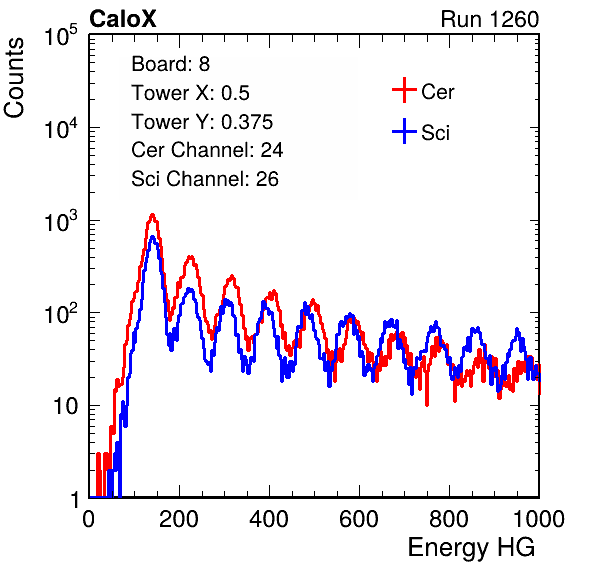 CaloX Run 1260
Counts
10^5
10^4
10^3
10^2
10
1
Board: 8
Tower X: 0.5
Tower Y: 0.375
Cer Channel: 24
Sci Channel: 26
Cer
Sci
0 200 400 600 800 1000
Energy HG